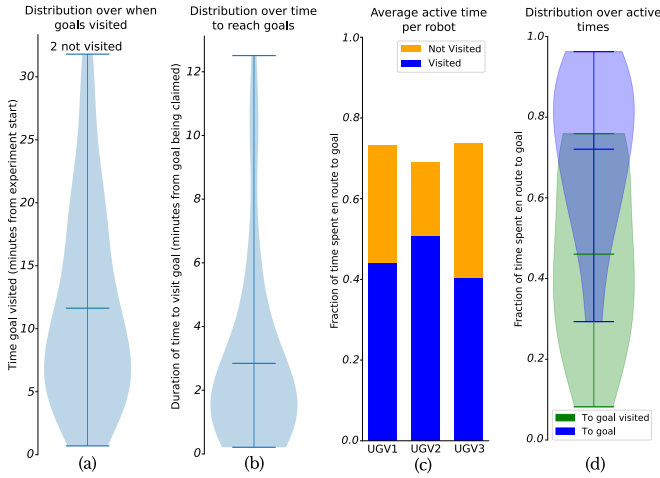 Distribution over when
goals visited
2 not visited
Time goal visited (minutes from experiment start)
30
25
20
15
10
5
0
(a)
Distribution over time
to reach goals
Duration of time to visit goal (minutes from goal being claimed)
12
10
8
6
4
2
0
(b)
Average active time
per robot
Not Visited
Visited
Fraction of time spent en route to goal
1.0
0.8
0.6
0.4
0.2
0.0
UGV1 UGV2 UGV3
(c)
Distribution over active
times
Fraction of time spent en route to goal
1.0
0.8
0.6
0.4
0.2
0.0
To goal visited
To goal
(d)